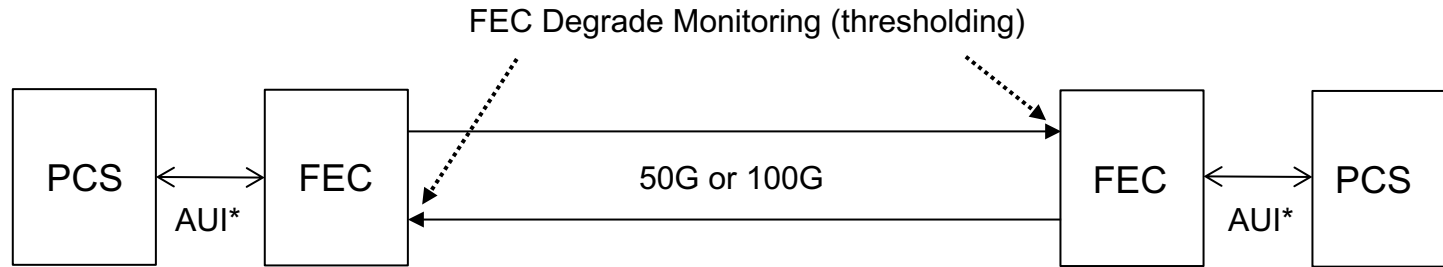 FEC Degrade Monitoring (thresholding)
PCS
AUI*
FEC
50G or 100G
FEC
AUI*
PCS